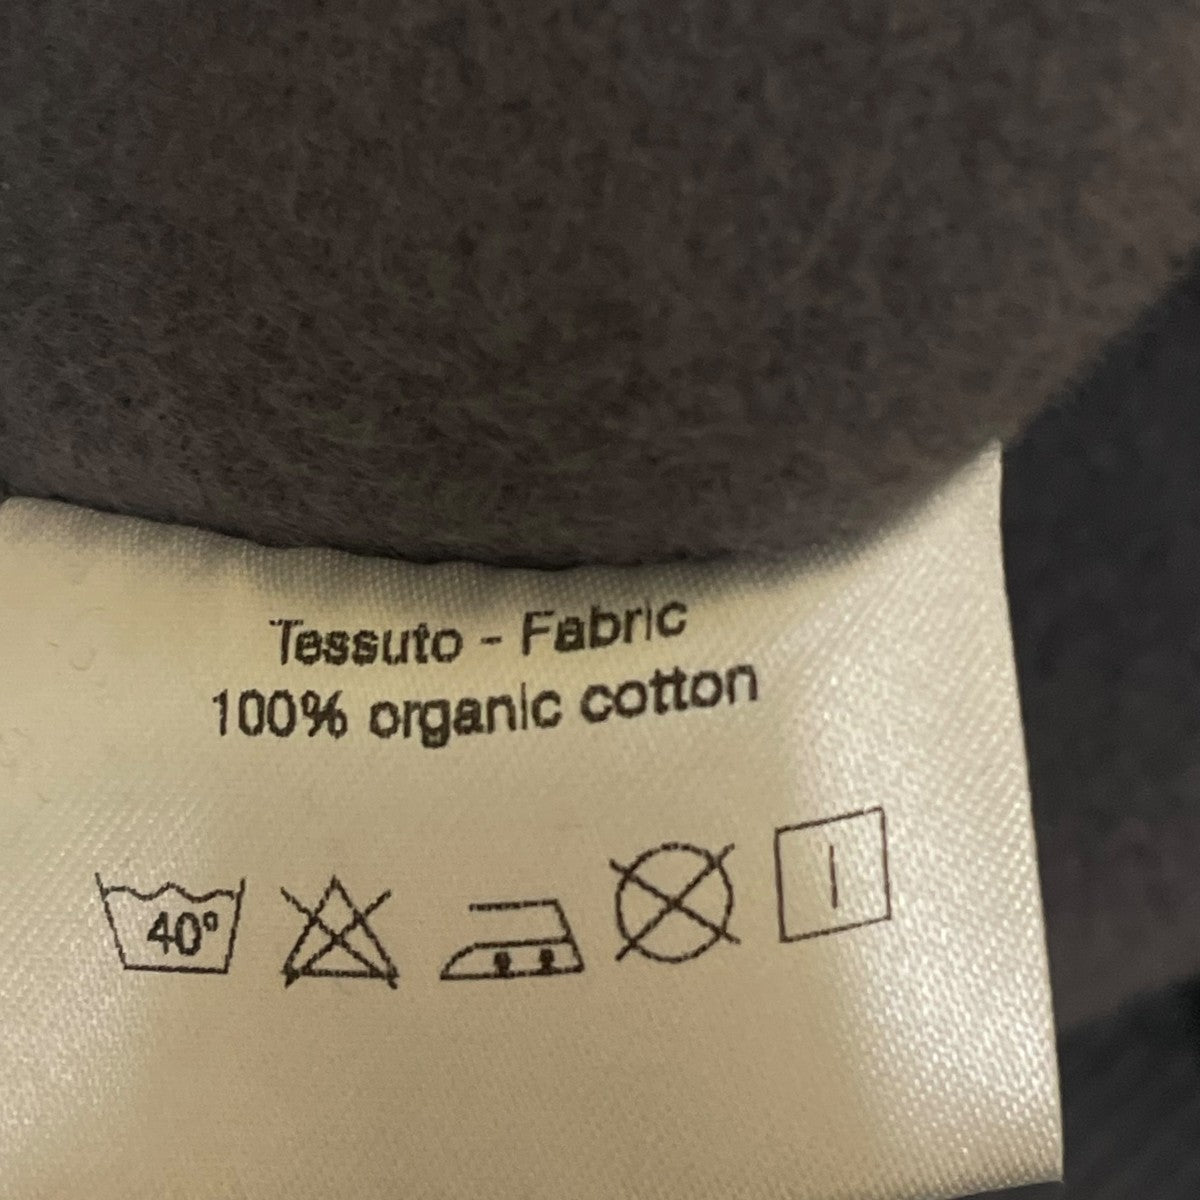 Tessuto - Fabric
100% organic cotton
40°